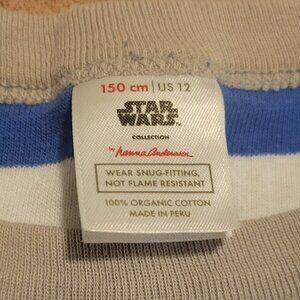 150 cm | US 12
STAR
WARS
COLLECTION
by hanna andersson
WEAR SNUG-FITTING,
NOT FLAME RESISTANT
100% ORGANIC COTTON
MADE IN PERU